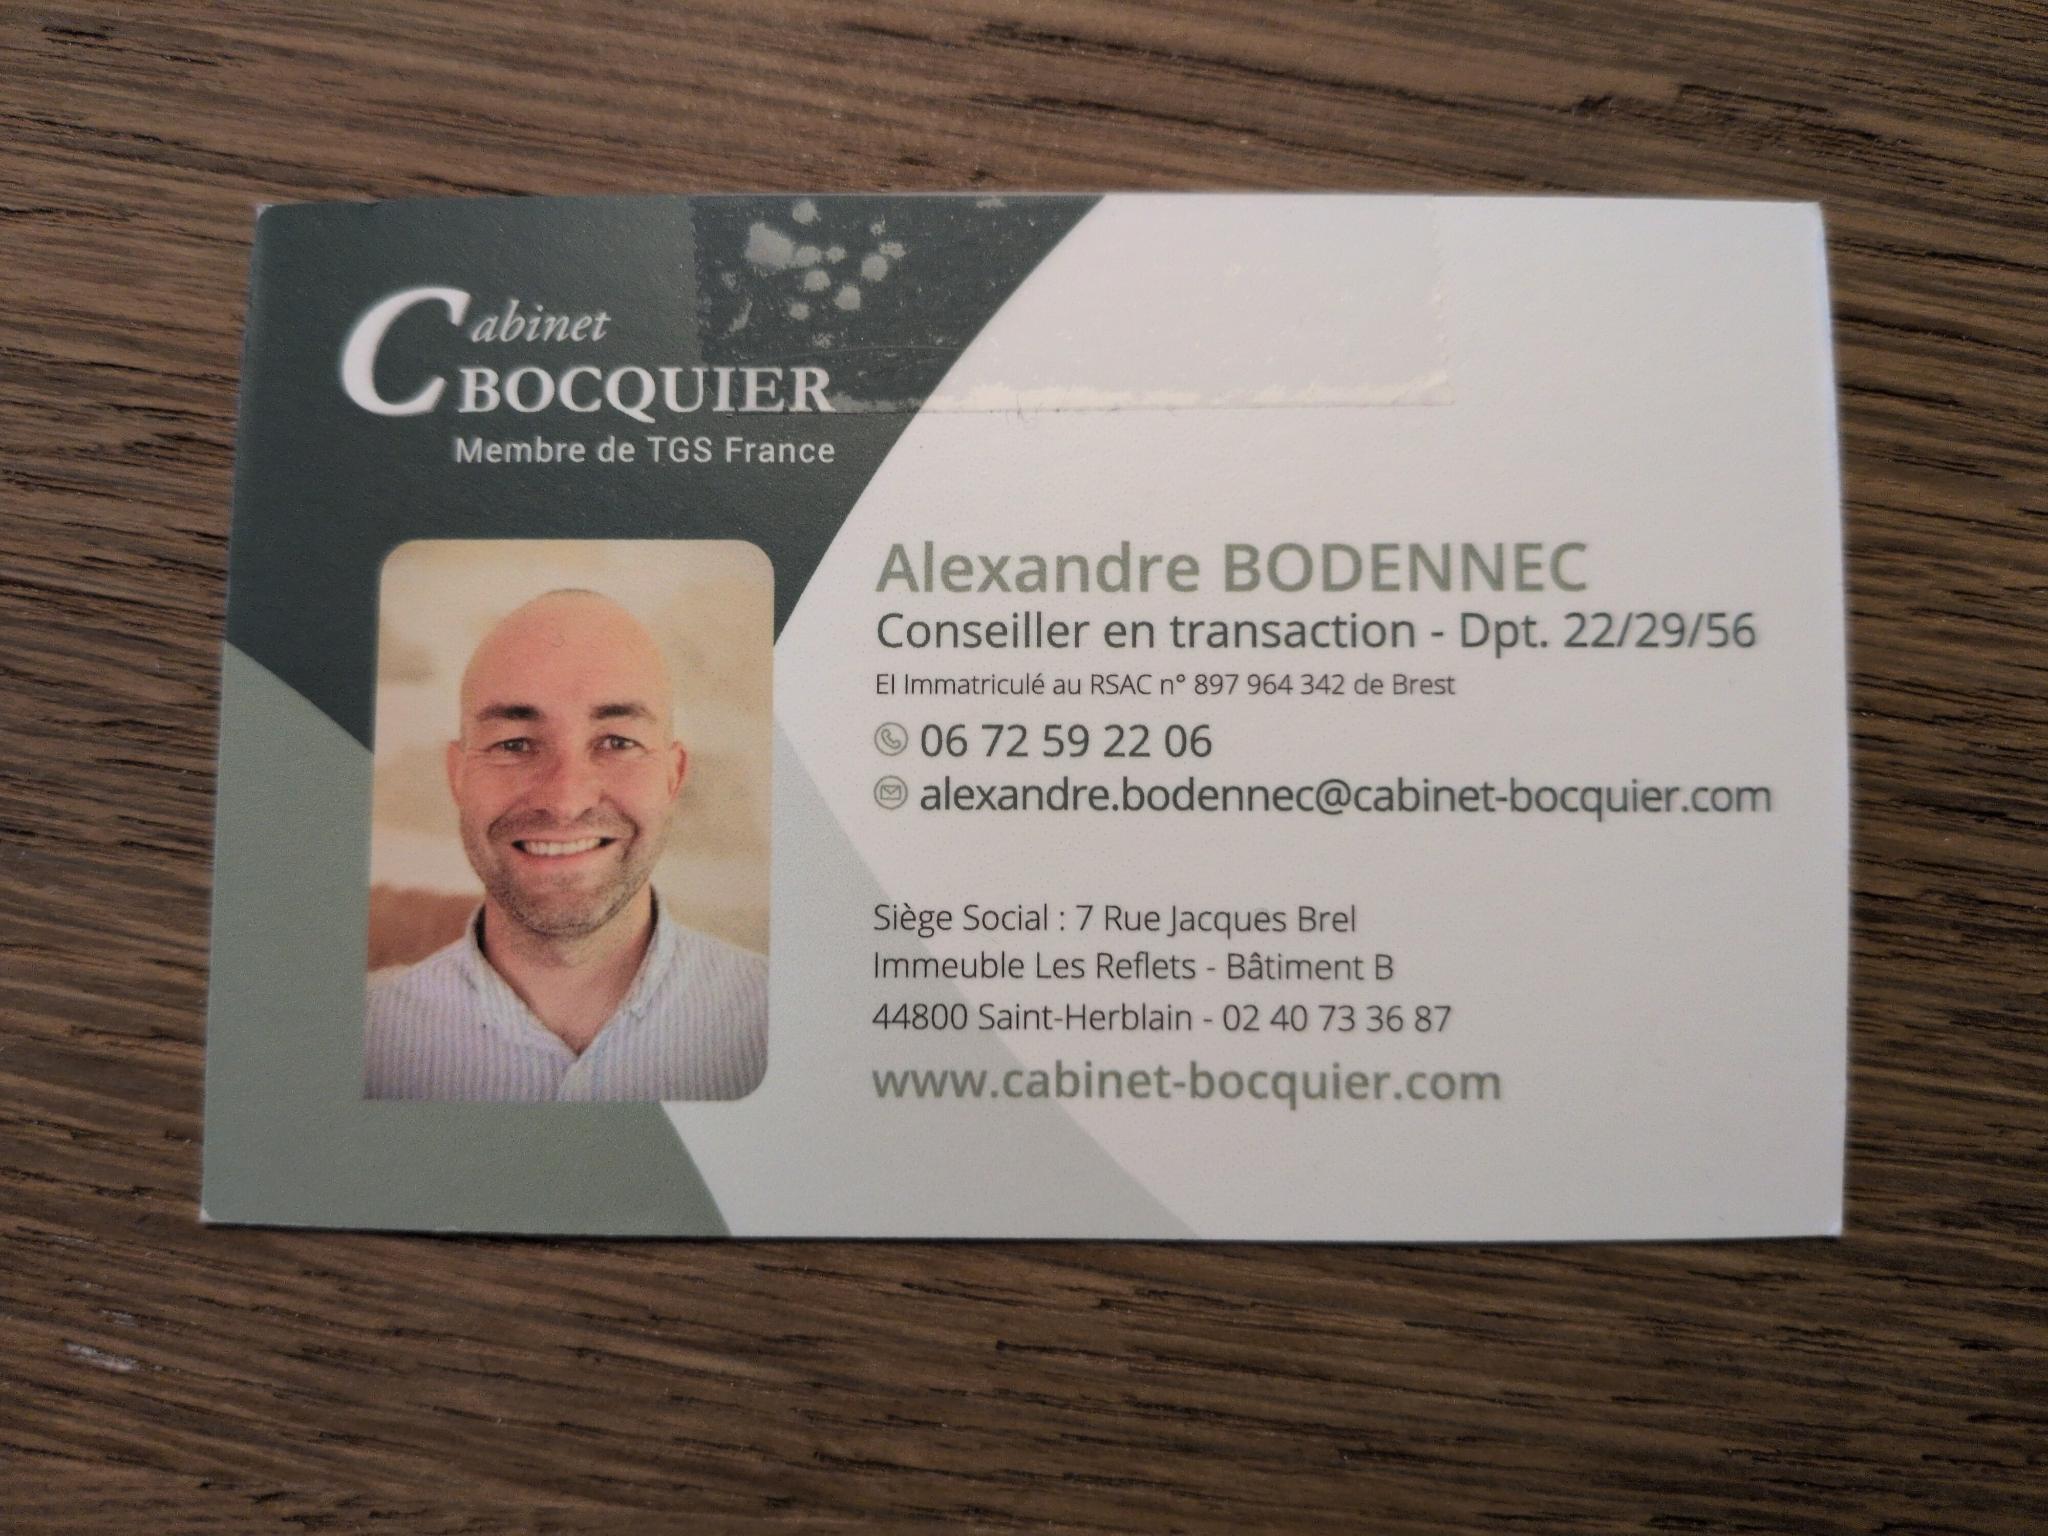 Cabinet
BOCQUIER
Membre de TGS France
Alexandre BODENNEC
Conseiller en transaction - Dpt. 22/29/56
EI Immatriculé au RSAC n° 897 964 342 de Brest
06 72 59 22 06
alexandre.bodennec@cabinet-bocquier.com
Siège Social : 7 Rue Jacques Brel
Immeuble Les Reflets - Bâtiment B
44800 Saint-Herblain - 02 40 73 36 87
www.cabinet-bocquier.com